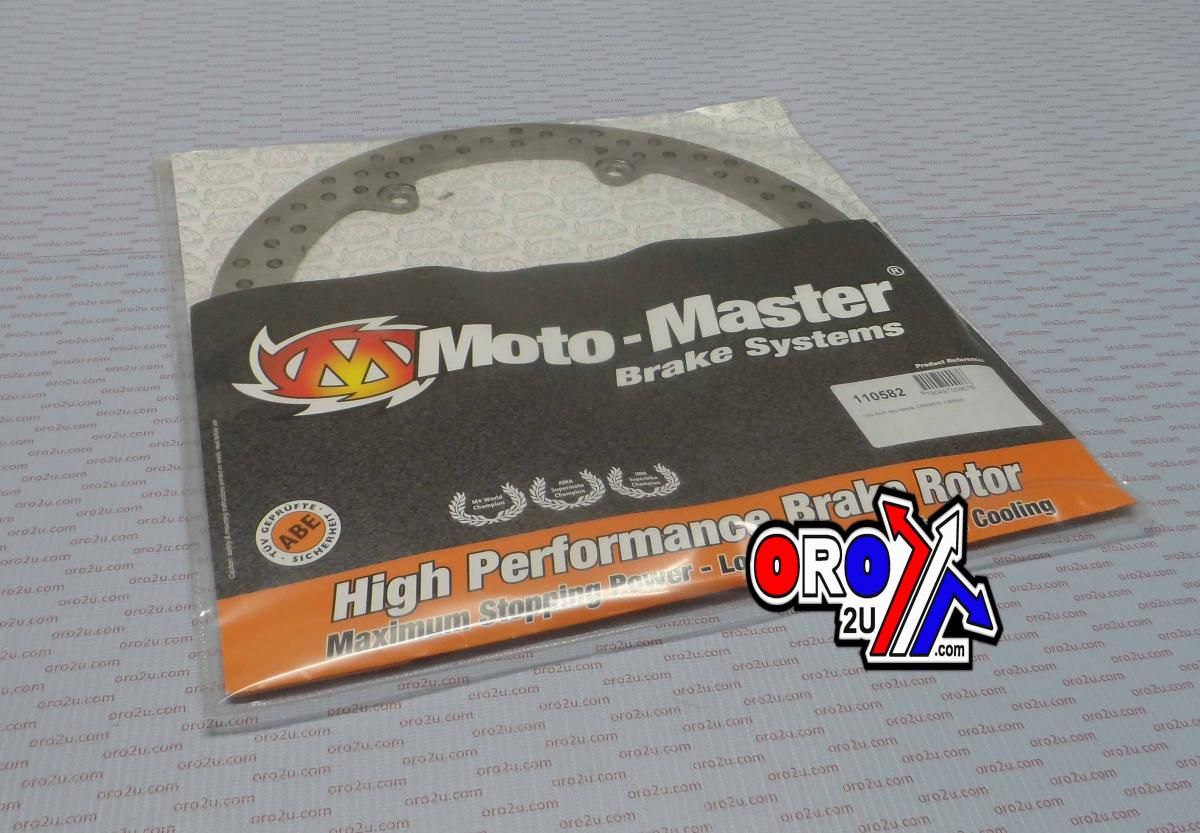 Moto-Master ®
Brake Systems
Product Reference:
110582
MX World
Champion
AMA
Supermoto
Champion
IDM
Superbike
Champion
TÜV GEPRÜFTE
ABE
SICHERHEIT
High Performance Brake Rotor
Maximum Stopping Power - Lo
Cooling
ORO
2U
.com
oro2u.com